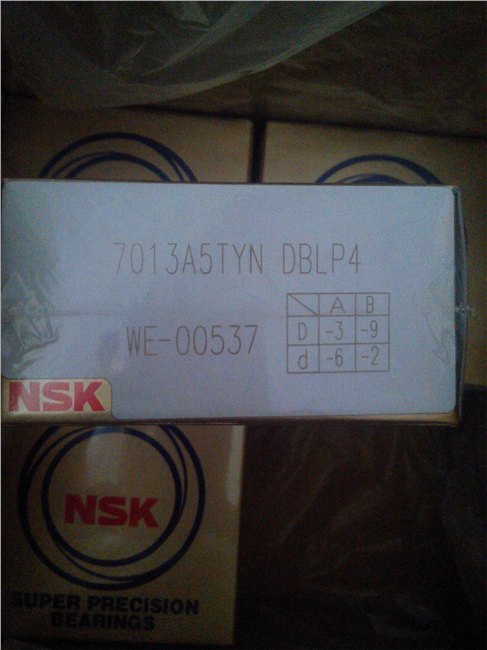 7013A5TYN DBLP4
WE-00537
A B
D -3 -9
d -6 -2
NSK
NSK
SUPER PRECISION
BEARINGS